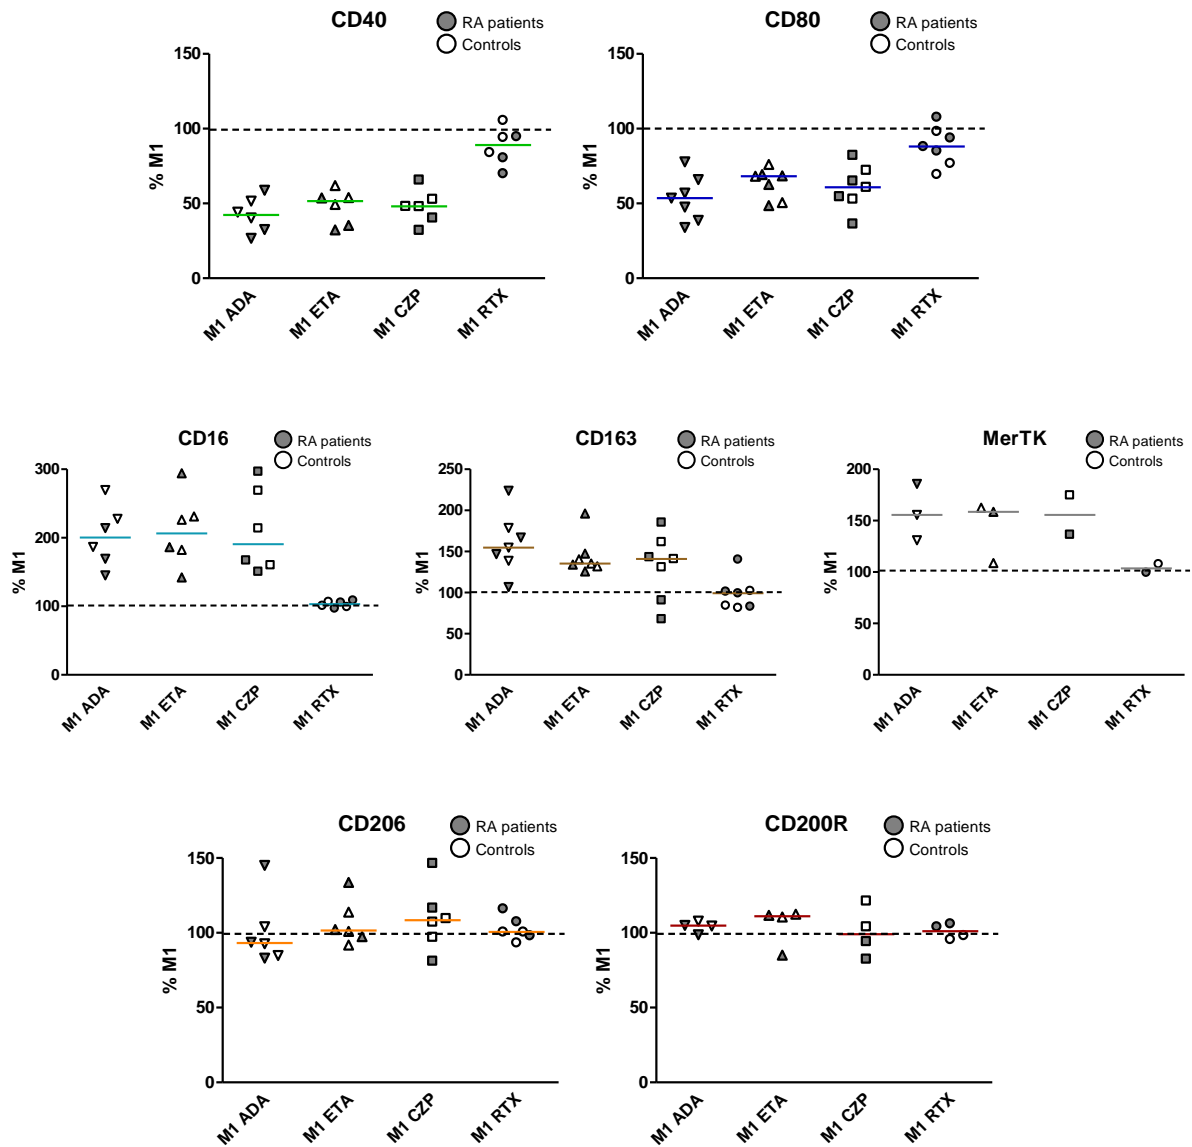 CD40
RA patients
Controls
150
100
50
0
% M1
M1 ADA
M1 ETA
M1 CZP
M1 RTX
CD80
RA patients
Controls
150
100
50
0
% M1
M1 ADA
M1 ETA
M1 CZP
M1 RTX
CD16
RA patients
Controls
300
200
100
0
% M1
M1 ADA
M1 ETA
M1 CZP
M1 RTX
CD163
RA patients
Controls
250
200
150
100
50
0
% M1
M1 ADA
M1 ETA
M1 CZP
M1 RTX
MerTK
RA patients
Controls
200
150
100
50
0
% M1
M1 ADA
M1 ETA
M1 CZP
M1 RTX
CD206
RA patients
Controls
150
100
50
0
% M1
M1 ADA
M1 ETA
M1 CZP
M1 RTX
CD200R
RA patients
Controls
150
100
50
0
% M1
M1 ADA
M1 ETA
M1 CZP
M1 RTX